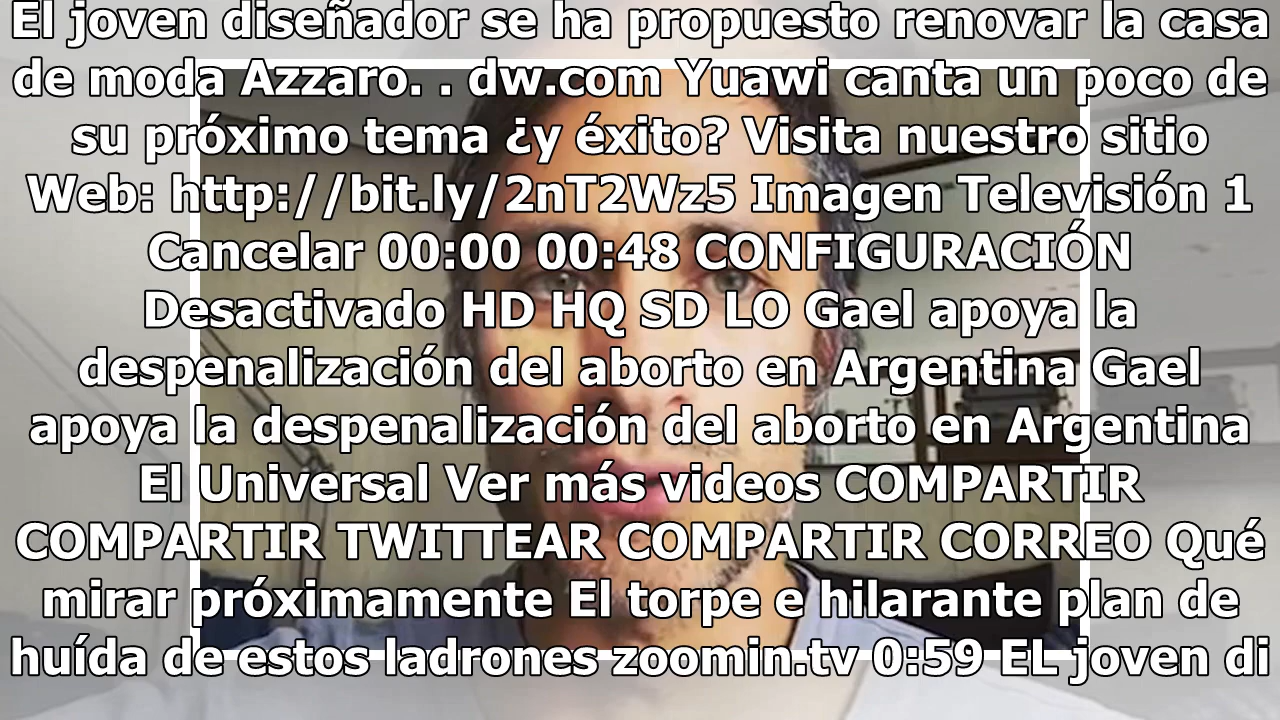 El joven diseñador se ha propuesto renovar la casa
de moda Azzaro. . dw.com Yuawi canta un poco de
su próximo tema ¿y éxito? Visita nuestro sitio
Web: http://bit.ly/2nT2Wz5 Imagen Televisión 1
Cancelar 00:00 00:48 CONFIGURACIÓN
Desactivado HD HQ SD LO Gael apoya la
despenalización del aborto en Argentina Gael
apoya la despenalización del aborto en Argentina
El Universal Ver más videos COMPARTIR
COMPARTIR TWITTEAR COMPARTIR CORREO Qué
mirar próximamente El torpe e hilarante plan de
huída de estos ladrones zoomin.tv 0:59 EL joven di